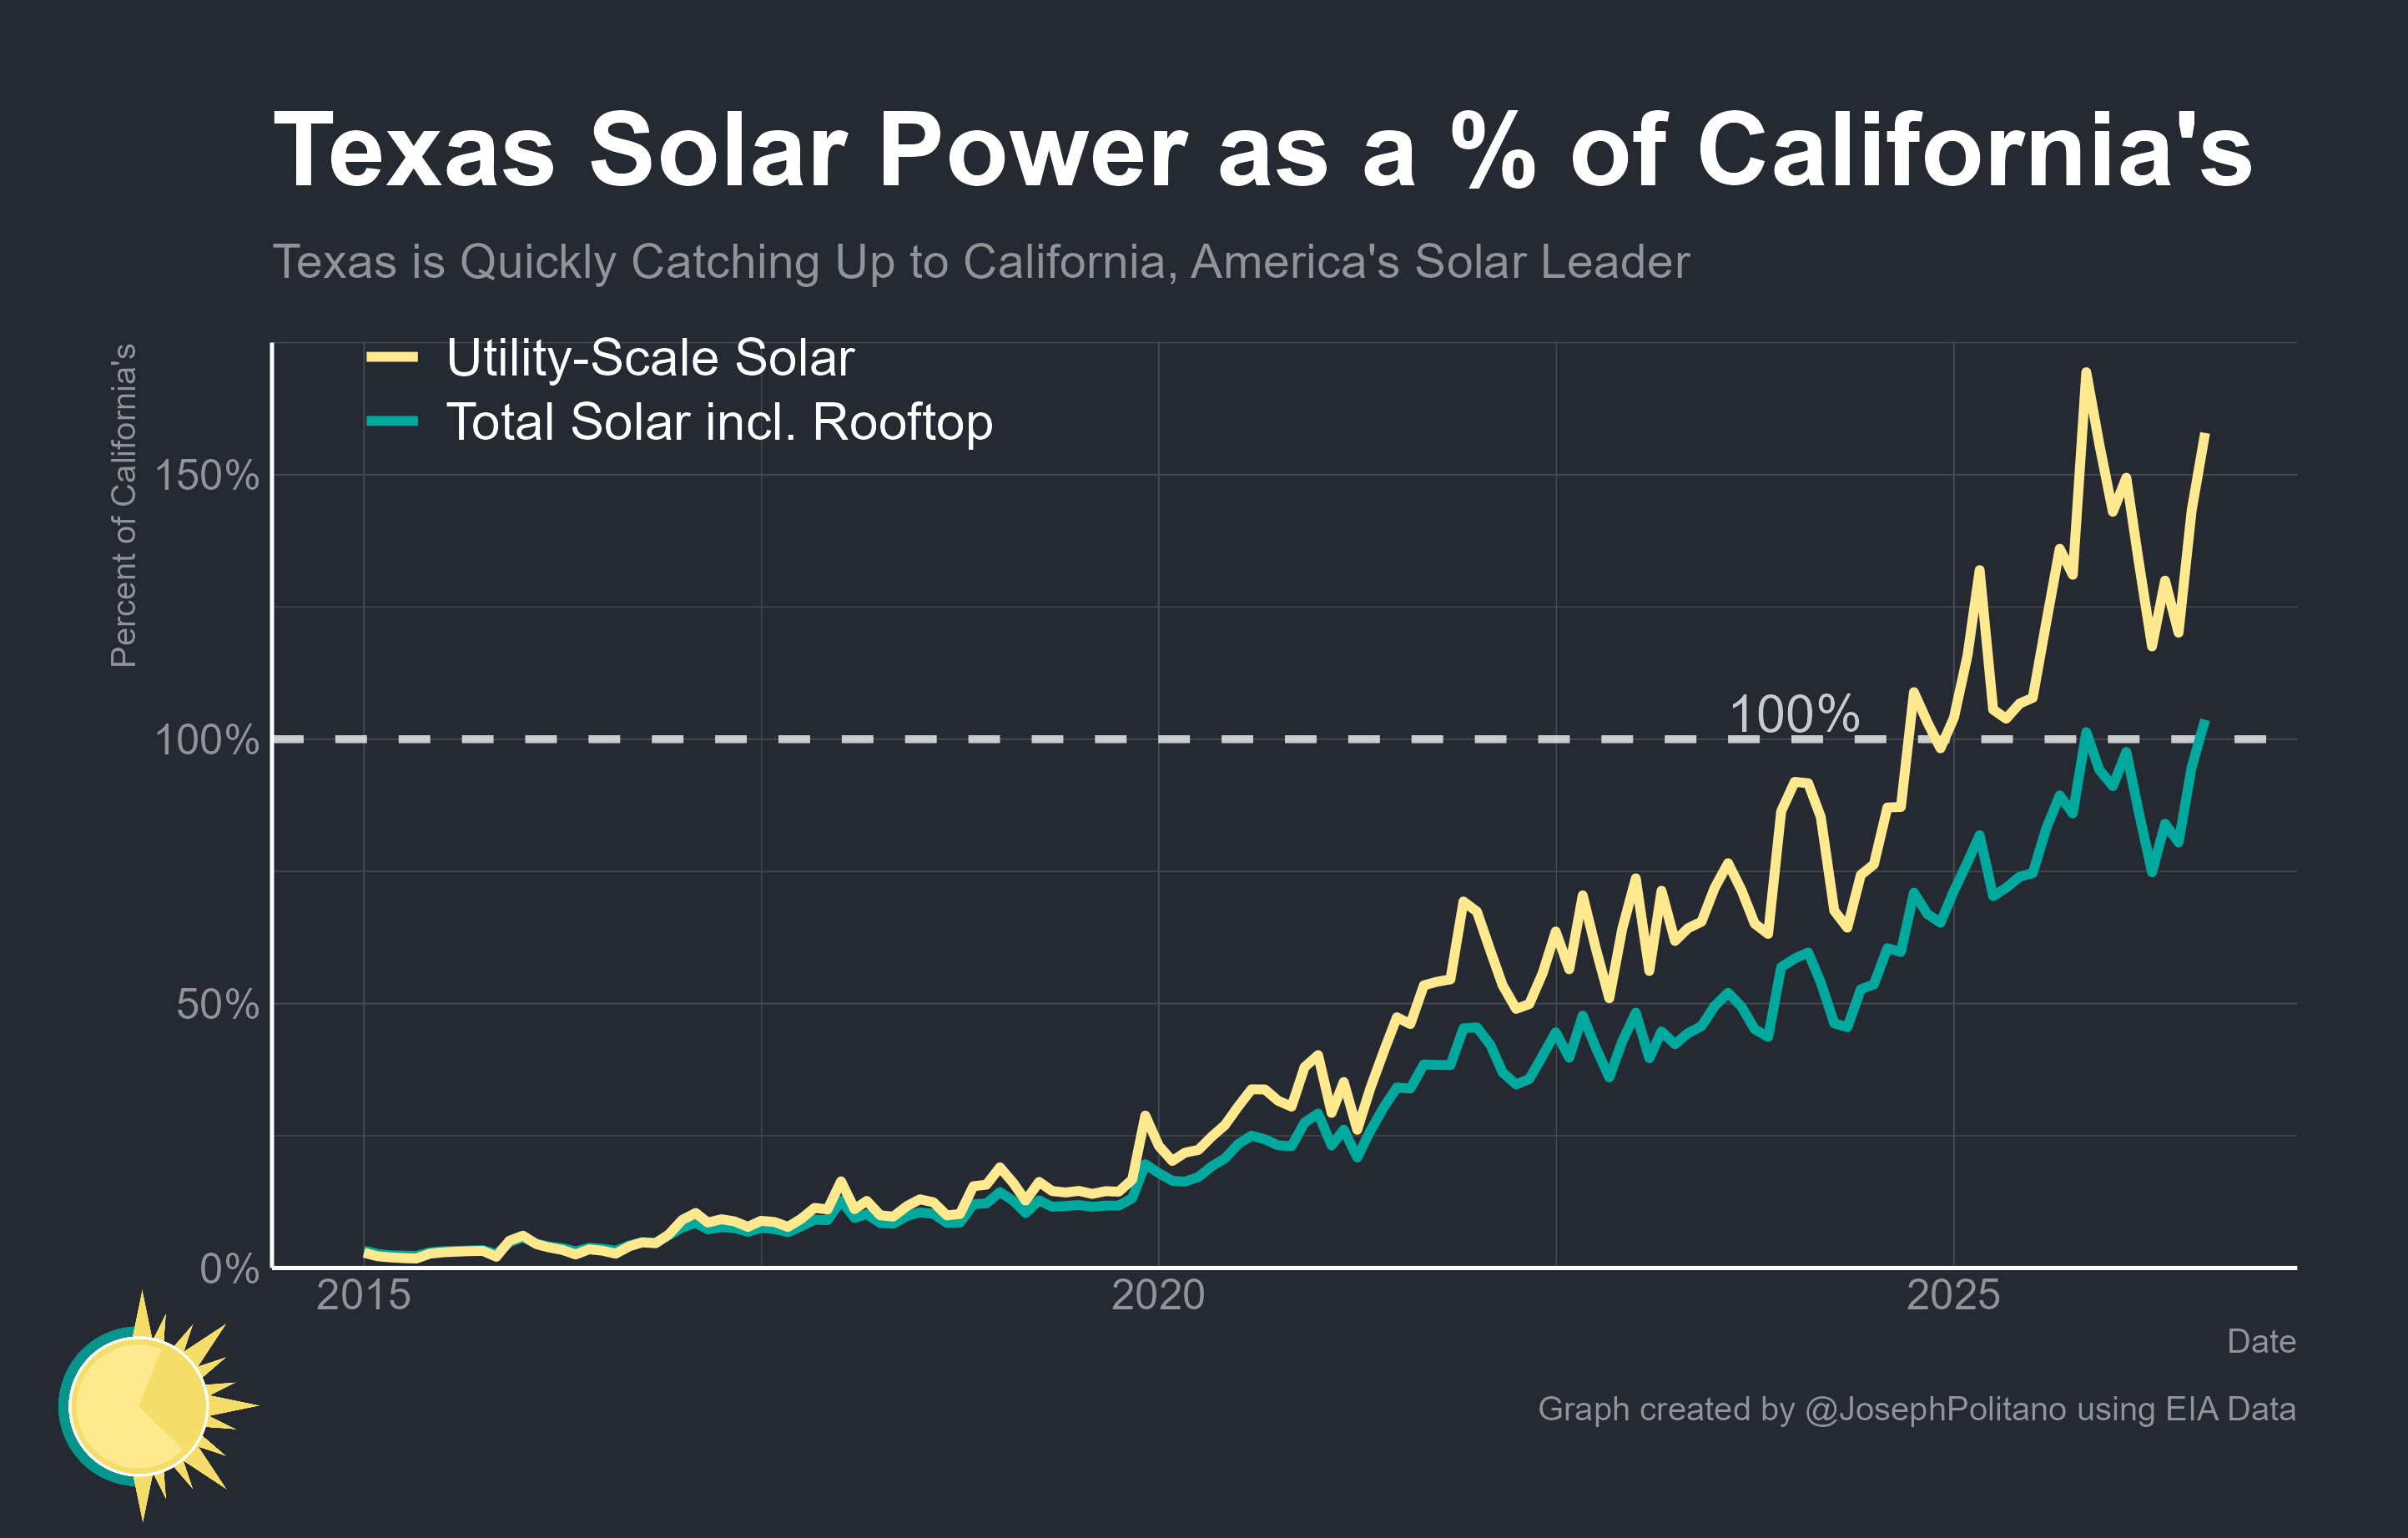 Texas Solar Power as a % of California's
Texas is Quickly Catching Up to California, America's Solar Leader
Percent of California's
Utility-Scale Solar
Total Solar incl. Rooftop
150%
100%
50%
0%
100%
2015
2020
2025
Date
Graph created by @JosephPolitano using EIA Data